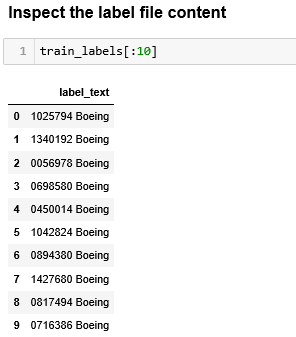 Inspect the label file content
1 train_labels[:10]
label_text
0 1025794 Boeing
1 1340192 Boeing
2 0056978 Boeing
3 0698580 Boeing
4 0450014 Boeing
5 1042824 Boeing
6 0894380 Boeing
7 1427680 Boeing
8 0817494 Boeing
9 0716386 Boeing